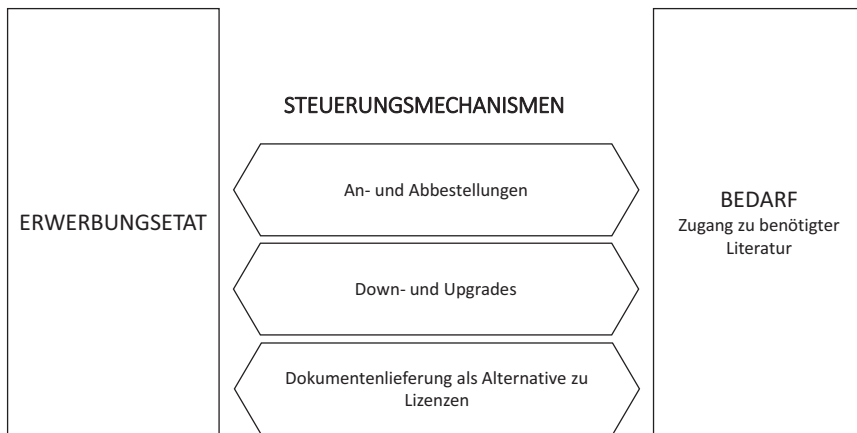 STEUERUNGSMECHANISMEN
ERWERBUNGSETAT
An- und Abbestellungen
Down- und Upgrades
Dokumentenlieferung als Alternative zu
Lizenzen
BEDARF
Zugang zu benötigter
Literatur